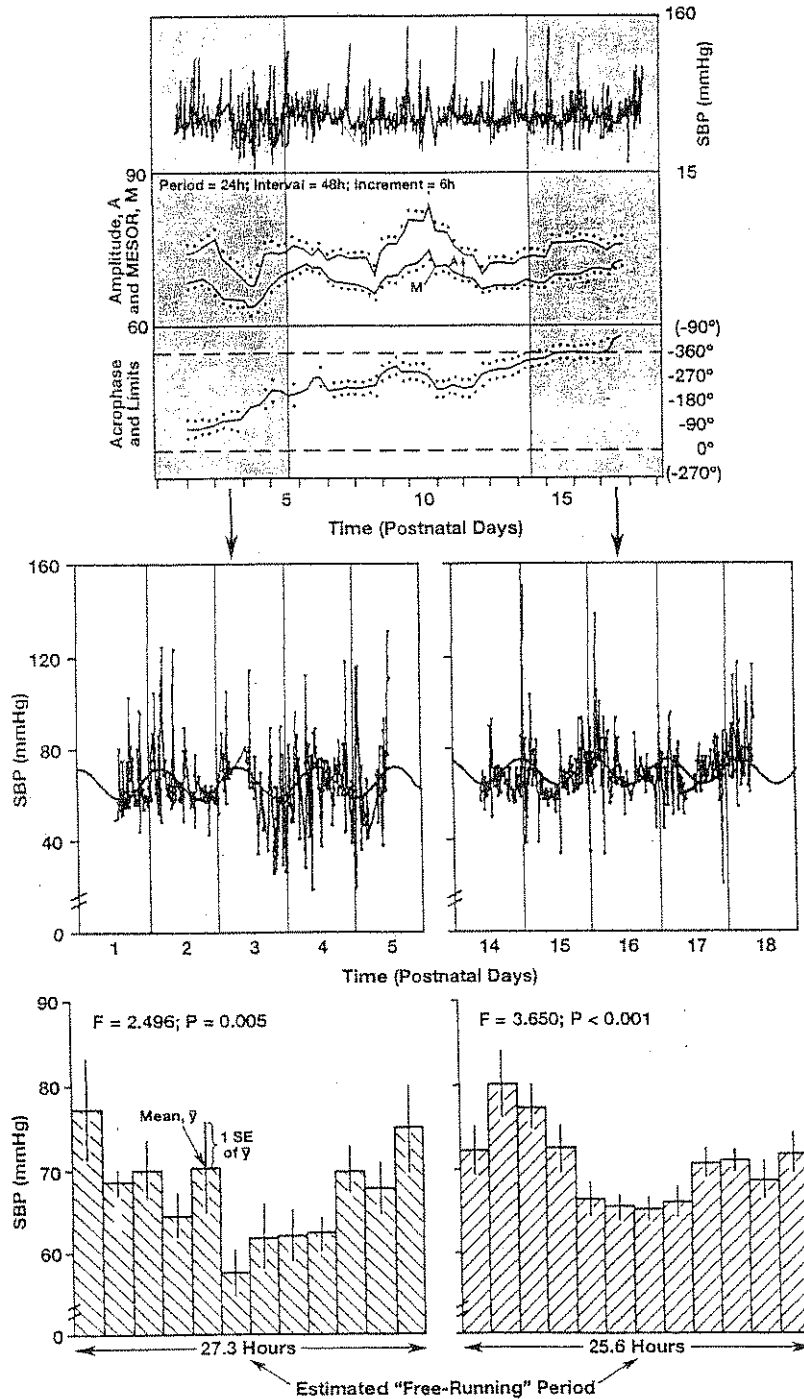 160
SBP (mmHg)
15
90
Period = 24h; Interval = 48h; Increment = 6h
Amplitude, A
and MESOR, M
A
M
60
(-90°)
-360°
-270°
-180°
-90°
0°
(-270°)
Acrophase
and Limits
5 10 15
Time (Postnatal Days)
160
120
80
40
0
SBP (mmHg)
1 2 3 4 5 14 15 16 17 18
Time (Postnatal Days)
90
80
70
60
0
SBP (mmHg)
F = 2.496; P = 0.005
F = 3.650; P < 0.001
Mean, ȳ
1 SE
of ȳ
27.3 Hours
25.6 Hours
Estimated "Free-Running" Period